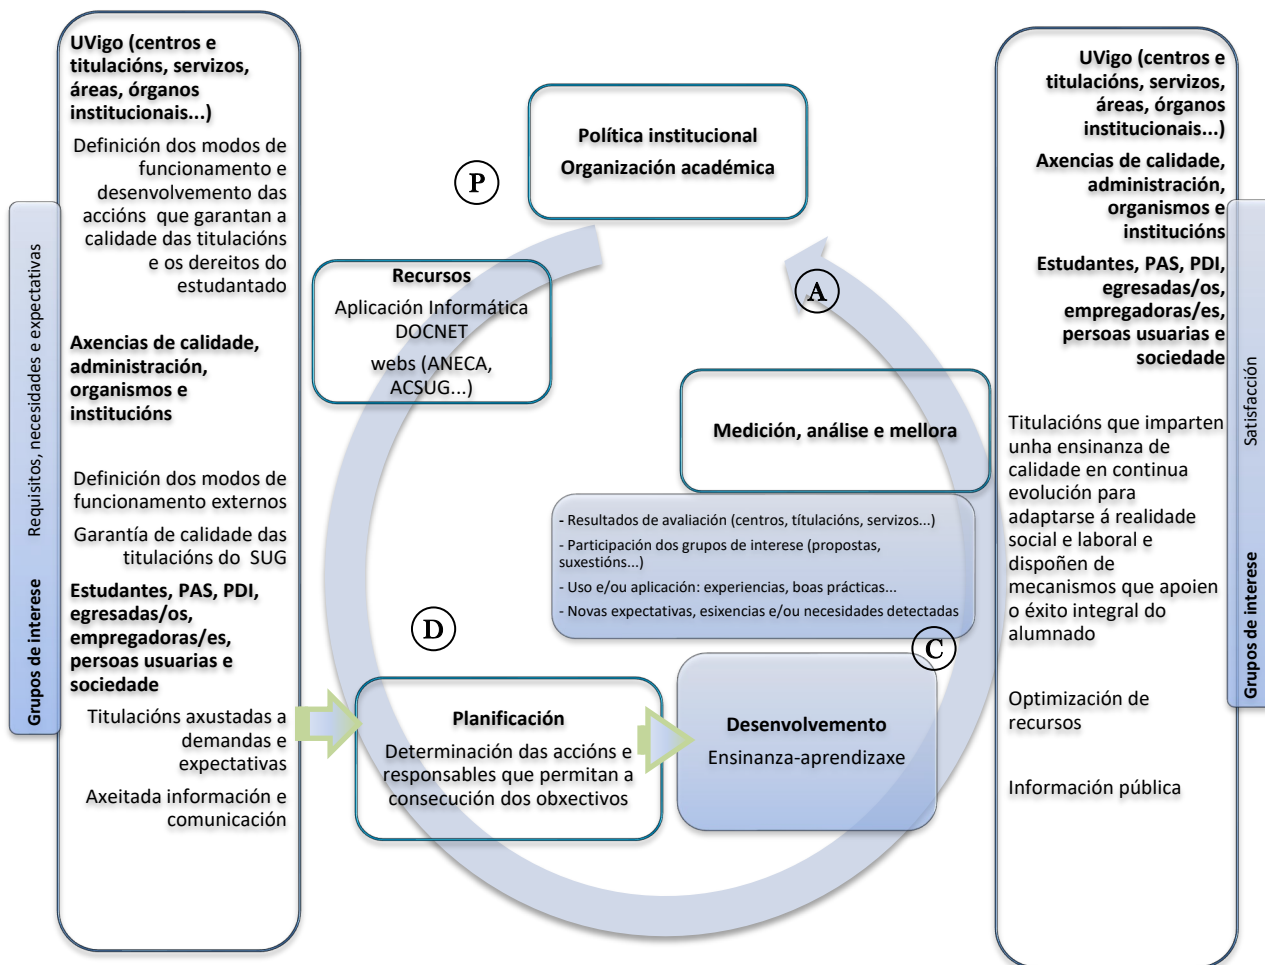 Grupos de interese    Requisitos, necesidades e expectativas
UVigo (centros e
titulacións, servizos,
áreas, órganos
institucionais...)
Definición dos modos de
funcionamento e
desenvolvemento das
accións  que garantan a
calidade das titulacións
e os dereitos do
estudantado
Axencias de calidade,
administración,
organismos e
institucións
Definición dos modos de
funcionamento externos
Garantía de calidade das
titulacións do  SUG
Estudantes, PAS, PDI,
egresadas/os,
empregadoras/es,
persoas usuarias e
sociedade
Titulacións axustadas a
demandas e
expectativas
Axeitada información e
comunicación
Política institucional
Organización académica
P
Recursos
Aplicación Informática
DOCNET
webs (ANECA,
ACSUG...)
A
Medición, análise e mellora
- Resultados de avaliación (centros, títulacións, servizos...)
- Participación dos grupos de interese (propostas,
suxestións...)
- Uso e/ou aplicación: experiencias, boas prácticas...
- Novas expectativas, esixencias e/ou necesidades detectadas
D
C
Planificación
Determinación das accións e
responsables que permitan a
consecución dos obxectivos
Desenvolvemento
Ensinanza-aprendizaxe
UVigo (centros e
titulacións, servizos,
áreas, órganos
institucionais...)
Axencias de calidade,
administración,
organismos e
institucións
Estudantes, PAS, PDI,
egresadas/os,
empregadoras/es,
persoas usuarias e
sociedade
Titulacións que imparten
unha ensinanza de
calidade en continua
evolución para
adaptarse á realidade
social e laboral e
dispoñen de
mecanismos que apoien
o éxito integral do
alumnado
Optimización de
recursos
Información pública
Grupos de interese    Satisfacción